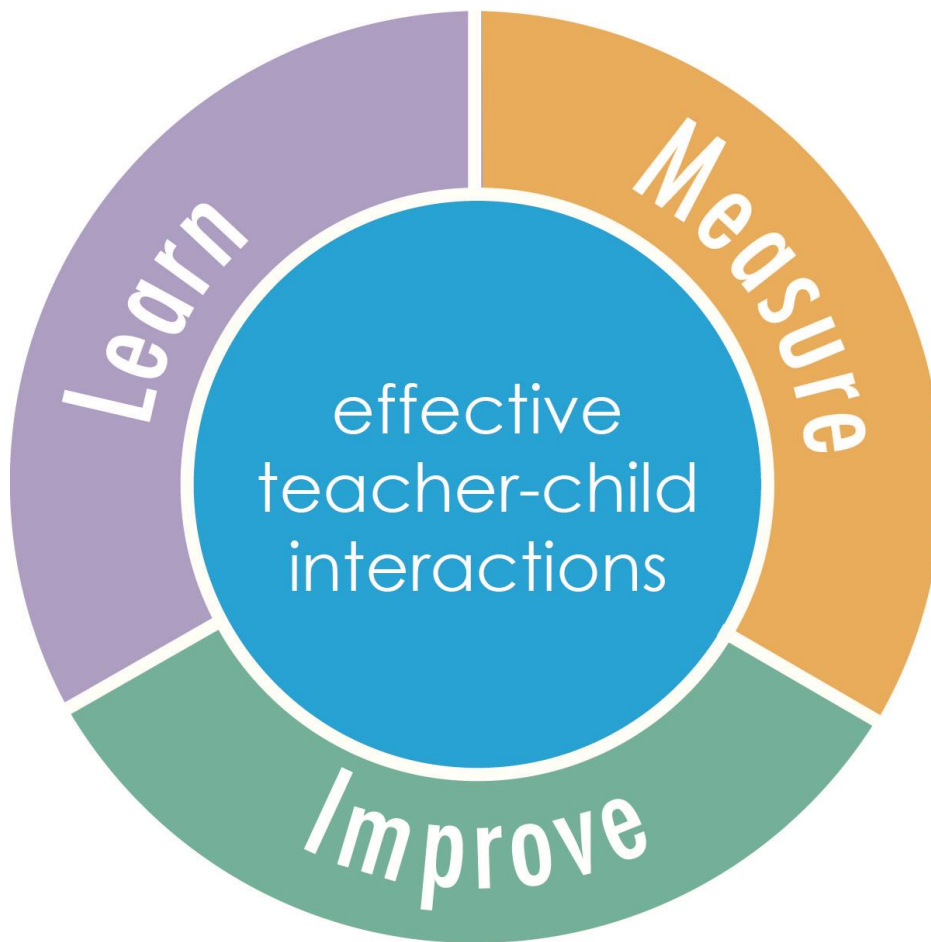 Learn
Measure
effective
teacher-child
interactions
Improve